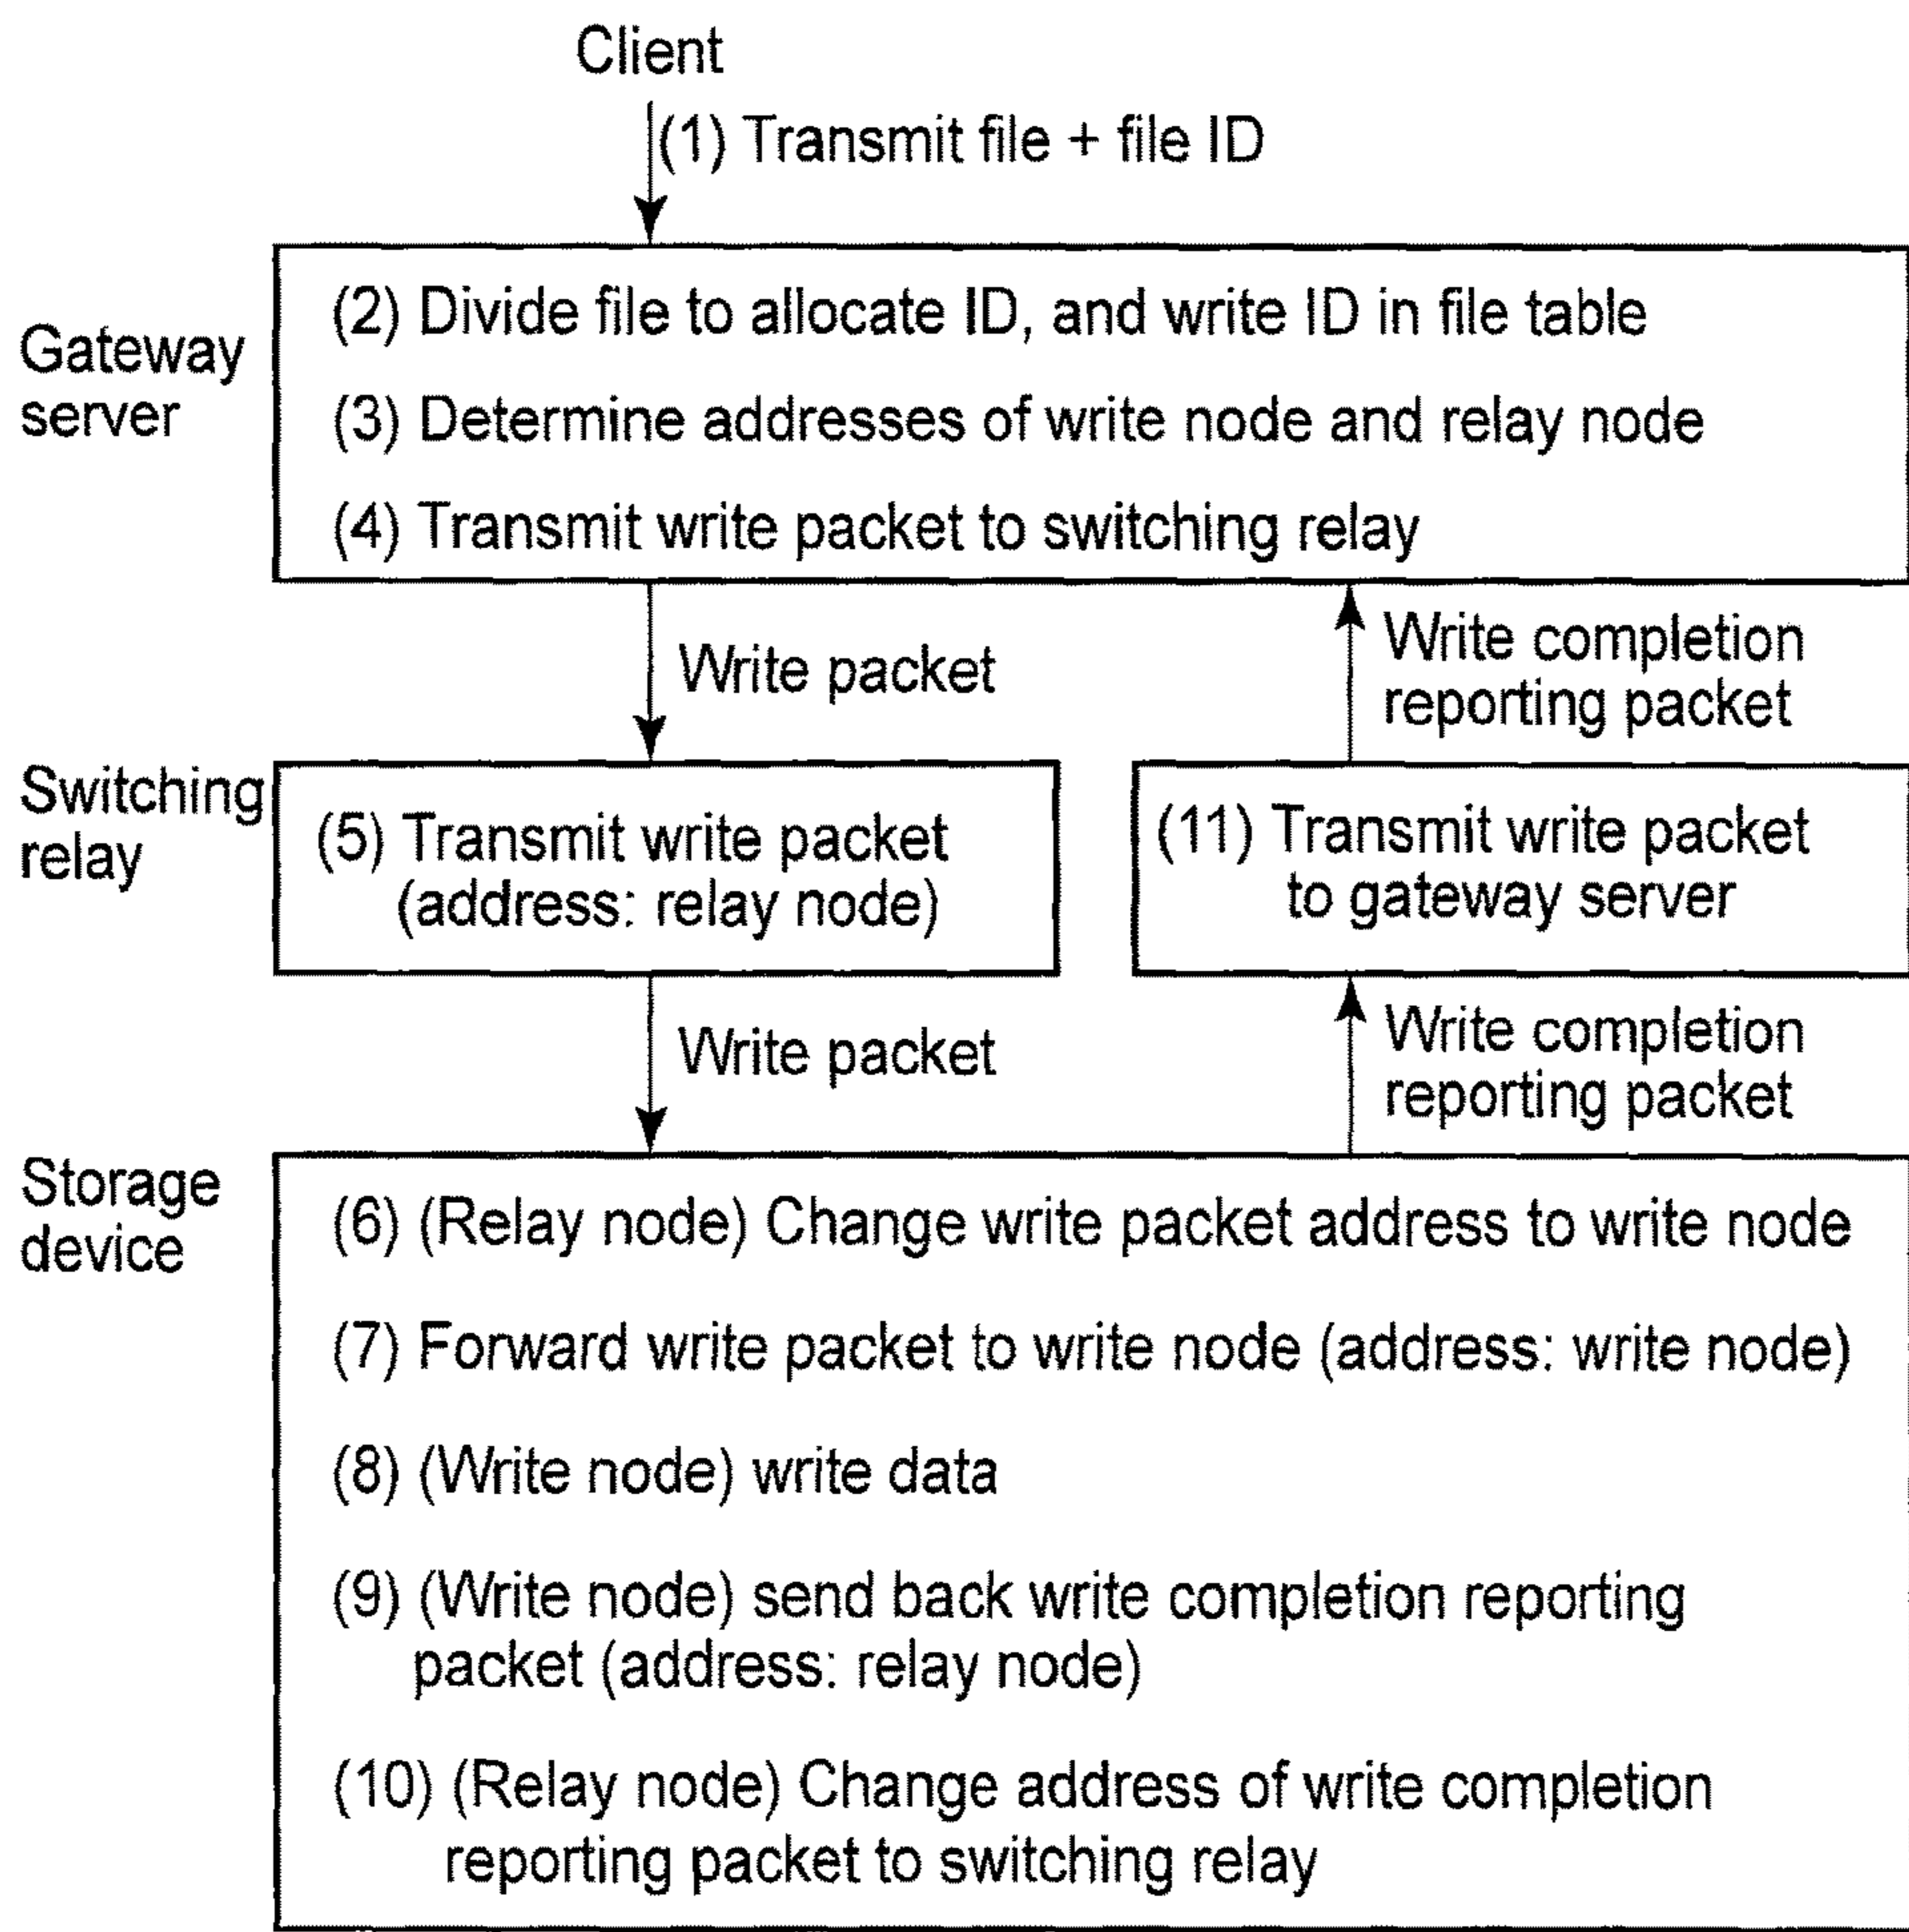 Client
(1) Transmit file + file ID
Gateway
server
(2) Divide file to allocate ID, and write ID in file table
(3) Determine addresses of write node and relay node
(4) Transmit write packet to switching relay
Write packet
Write completion
reporting packet
Switching
relay
(5) Transmit write packet
(address: relay node)
(11) Transmit write packet
to gateway server
Write packet
Write completion
reporting packet
Storage
device
(6) (Relay node) Change write packet address to write node
(7) Forward write packet to write node (address: write node)
(8) (Write node) write data
(9) (Write node) send back write completion reporting
packet (address: relay node)
(10) (Relay node) Change address of write completion
reporting packet to switching relay